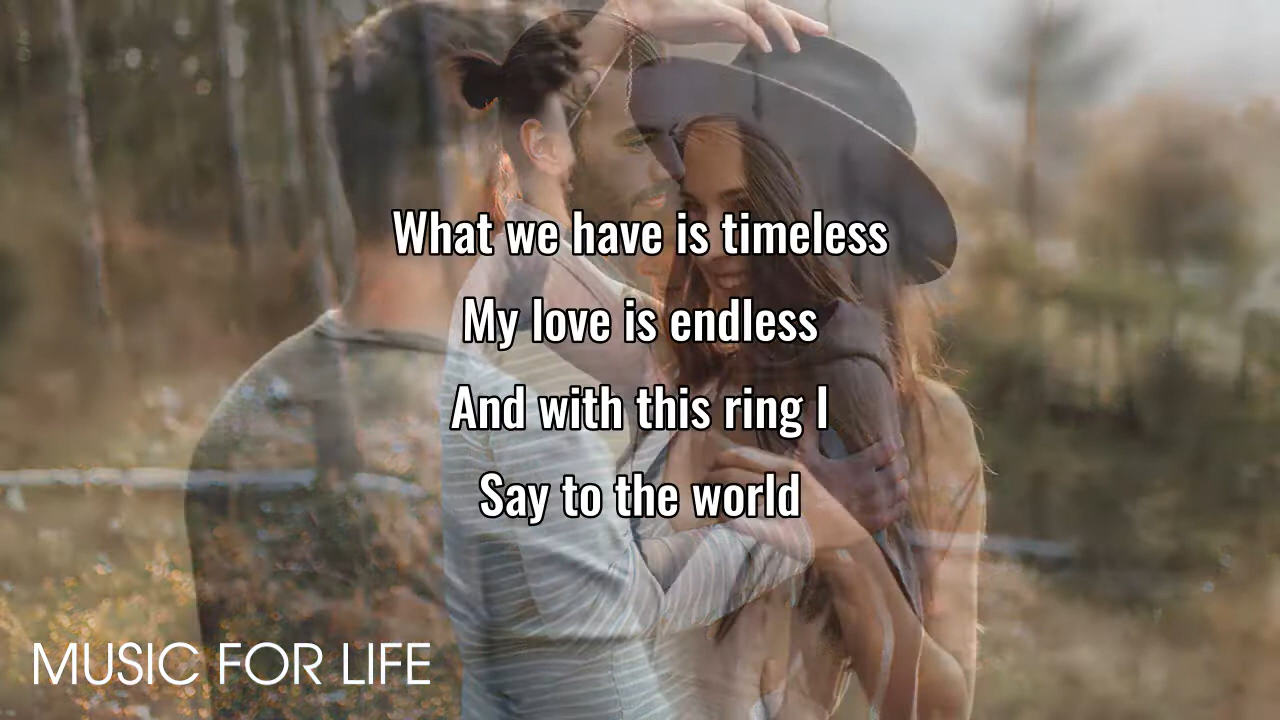 What we have is timeless
My love is endless
And with this ring I
Say to the world
MUSIC FOR LIFE